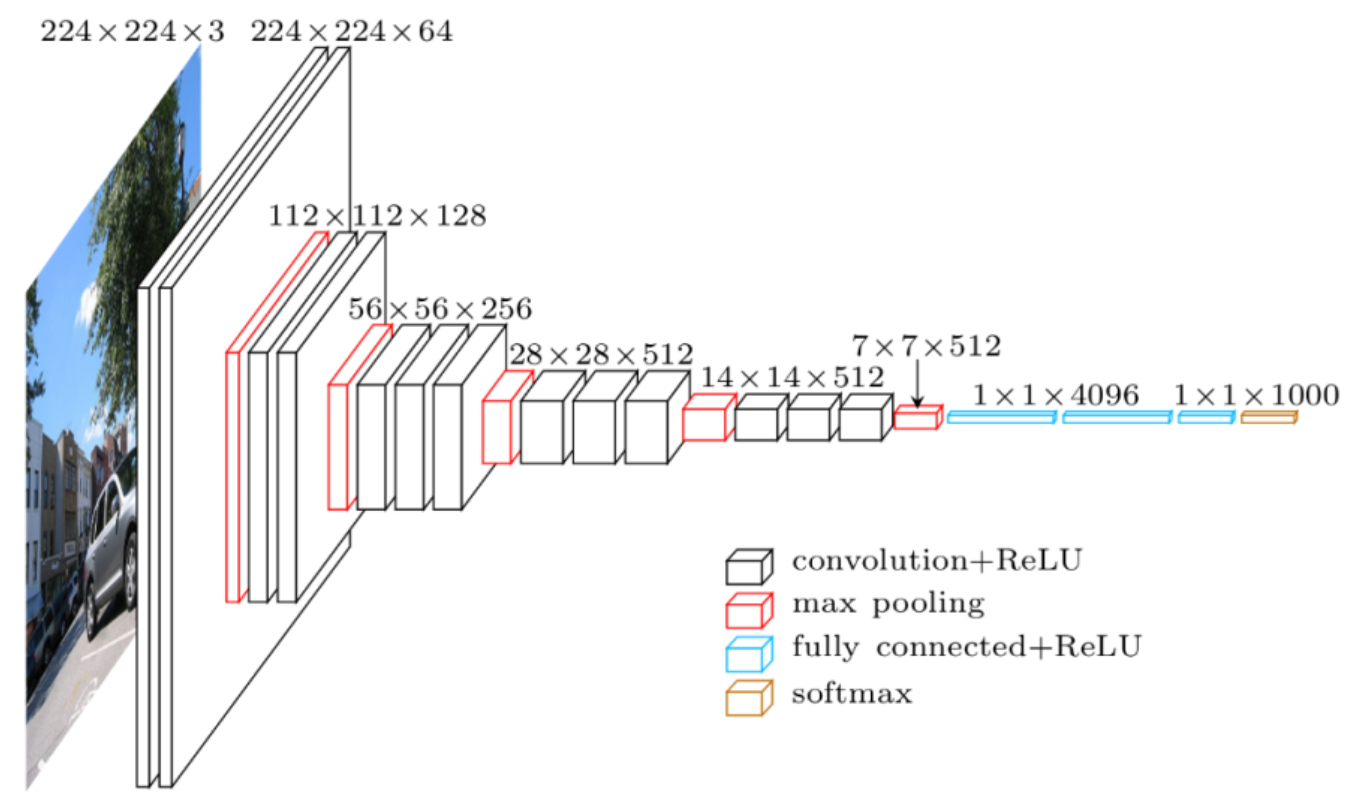 224×224×3
224×224×64
112×112×128
56×56×256
28×28×512
14×14×512
7×7×512
1×1×4096
1×1×1000
convolution+ReLU
max pooling
fully connected+ReLU
softmax